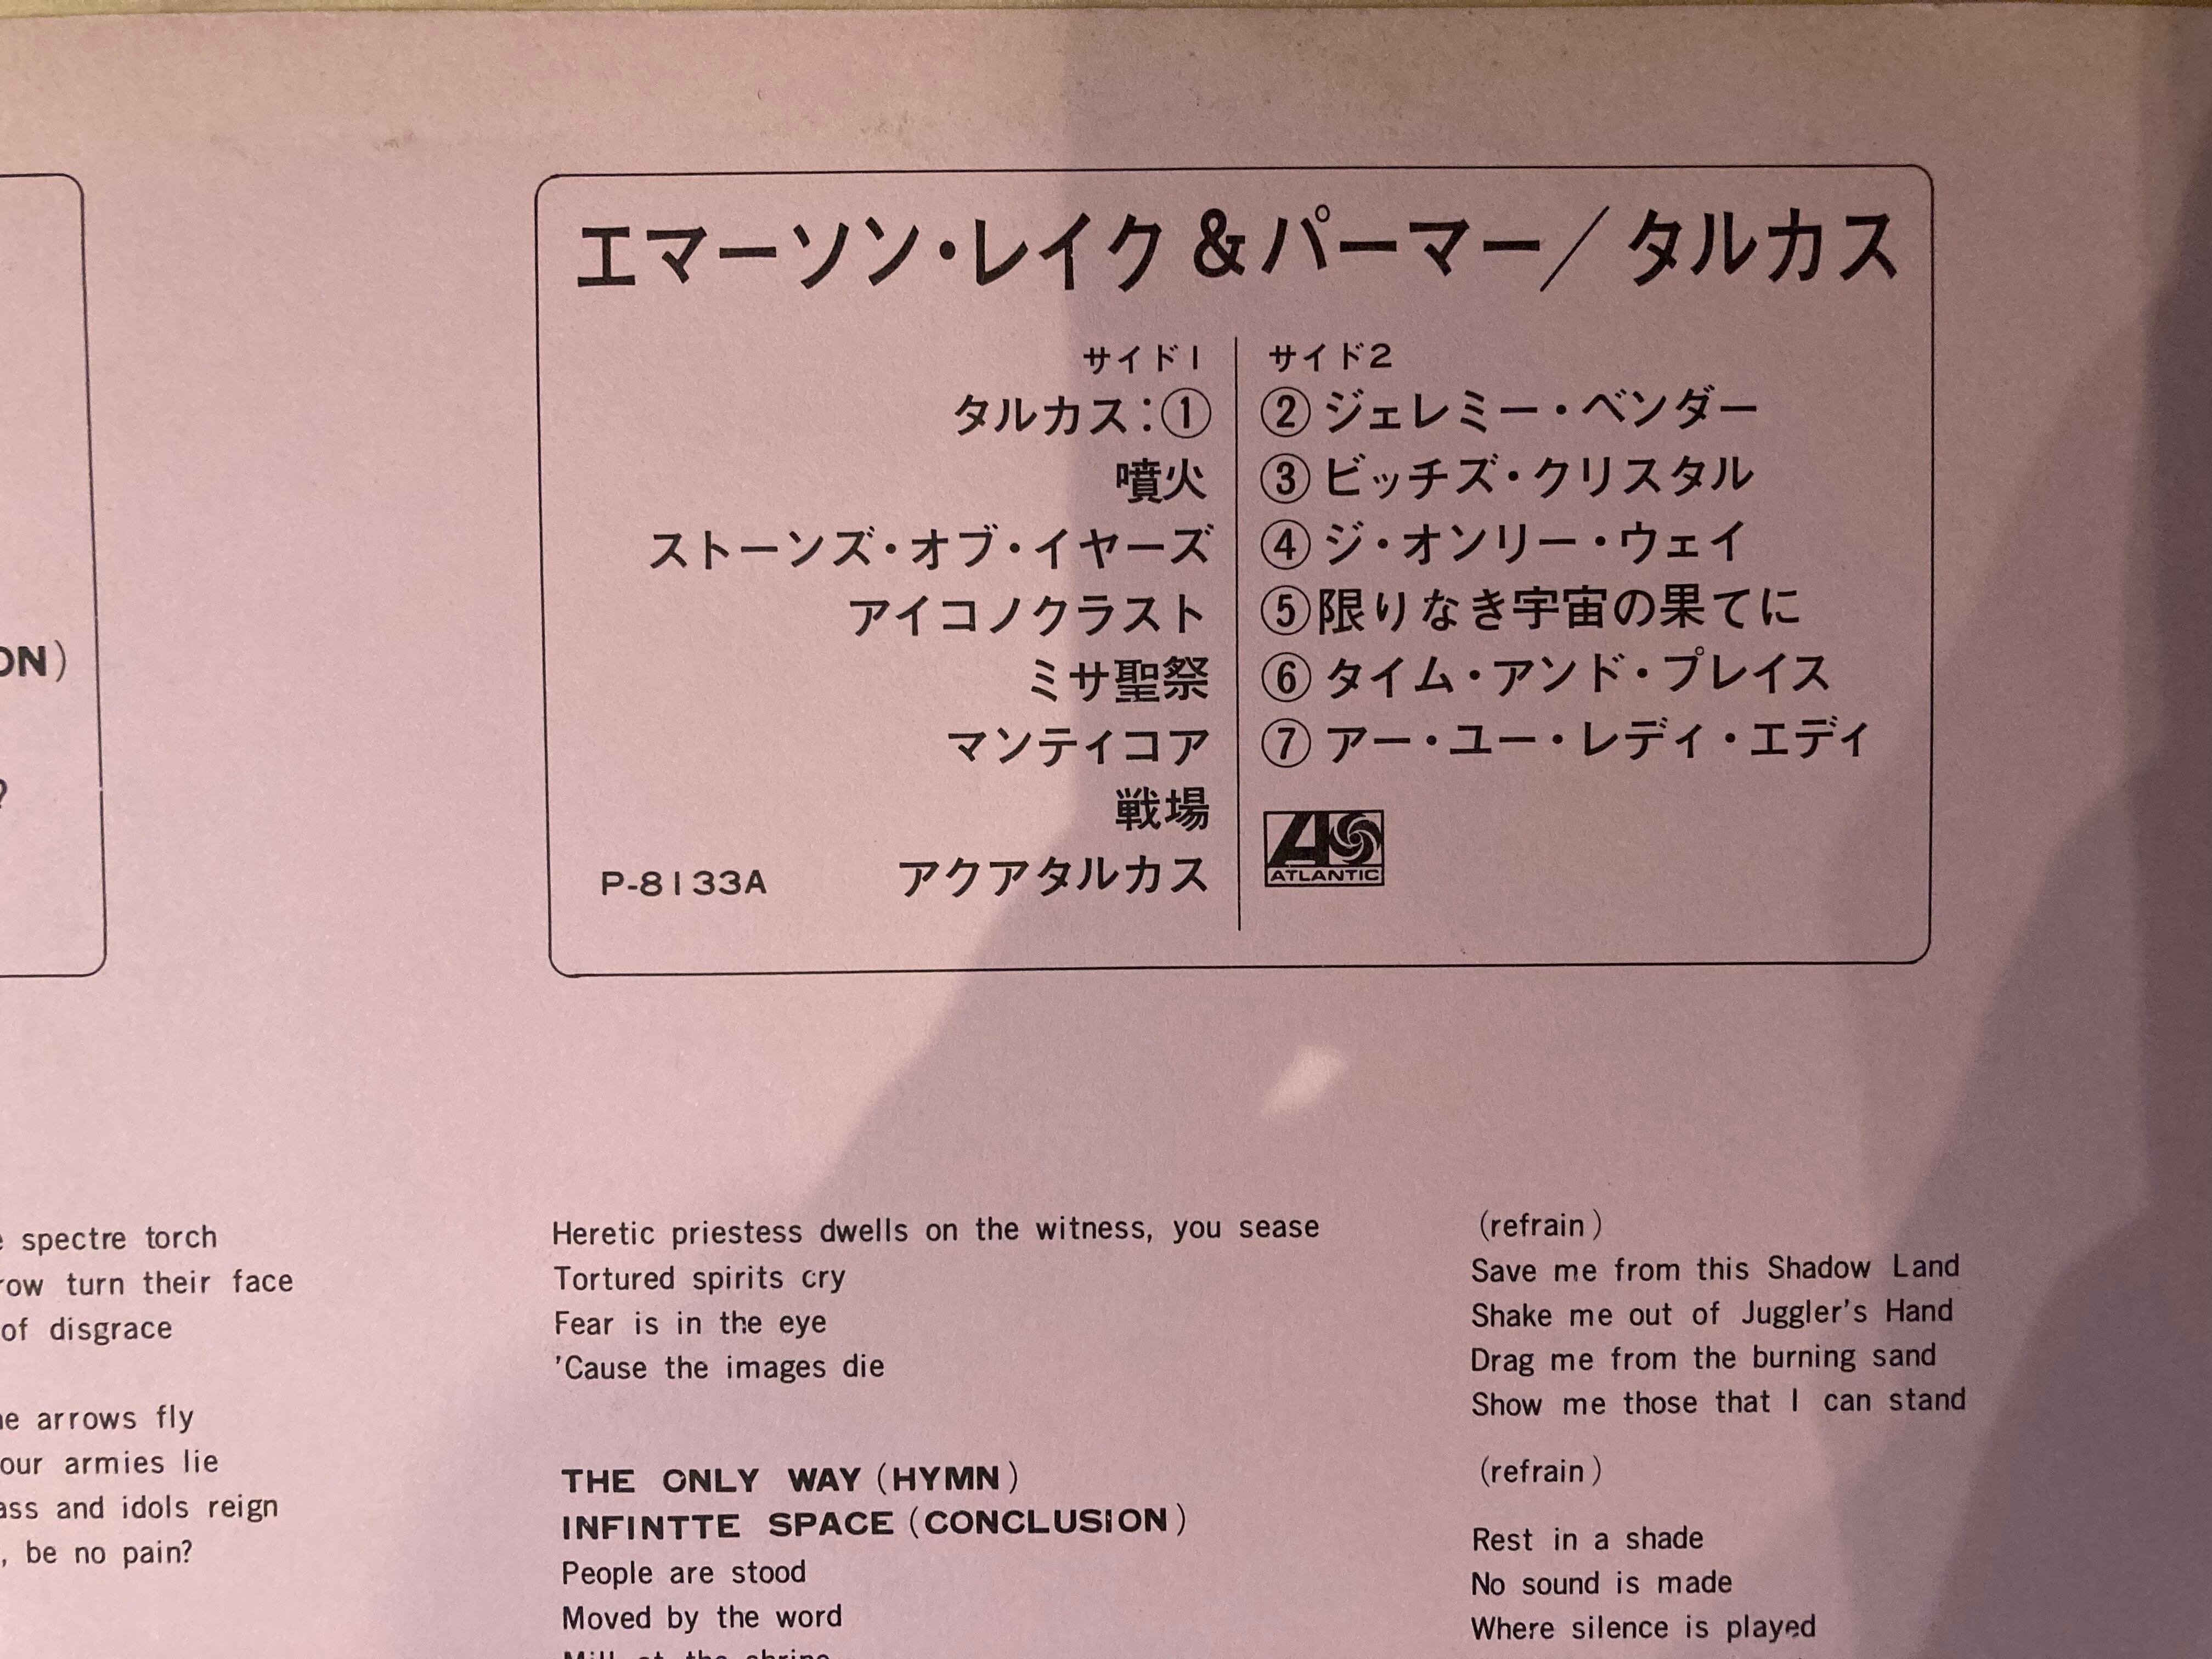 エマーソン・レイク&パーマー/タルカス
サイド1
タルカス:①
噴火
ストーンズ・オブ・イヤーズ
アイコノクラスト
ミサ聖祭
マンティコア
戦場
アクアタルカス
P-8133A
サイド2
②ジェレミー・ベンダー
③ビッチズ・クリスタル
④ジ・オンリー・ウェイ
⑤限りなき宇宙の果てに
⑥タイム・アンド・プレイス
⑦アー・ユー・レディ・エディ
ATLANTIC
ON)
?
spectre torch
turn their face
of disgrace
arrows fly
our armies lie
and idols reign
, be no pain?
Heretic priestess dwells on the witness, you sease
Tortured spirits cry
Fear is in the eye
'Cause the images die
THE ONLY WAY (HYMN)
INFINTTE SPACE (CONCLUSION)
People are stood
Moved by the word
(refrain)
Save me from this Shadow Land
Shake me out of Juggler's Hand
Drag me from the burning sand
Show me those that I can stand
(refrain)
Rest in a shade
No sound is made
Where silence is played